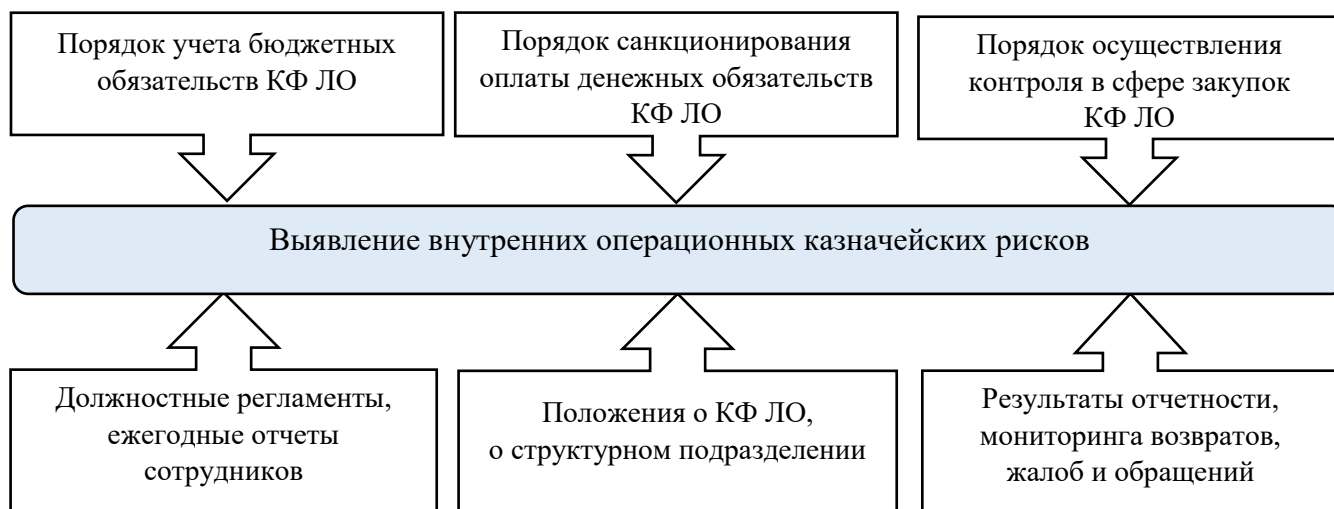 Порядок учета бюджетных
обязательств КФ ЛО
Порядок санкционирования
оплаты денежных обязательств
КФ ЛО
Порядок осуществления
контроля в сфере закупок
КФ ЛО
Выявление внутренних операционных казначейских рисков
Должностные регламенты,
ежегодные отчеты
сотрудников
Положения о КФ ЛО,
о структурном подразделении
Результаты отчетности,
мониторинга возвратов,
жалоб и обращений